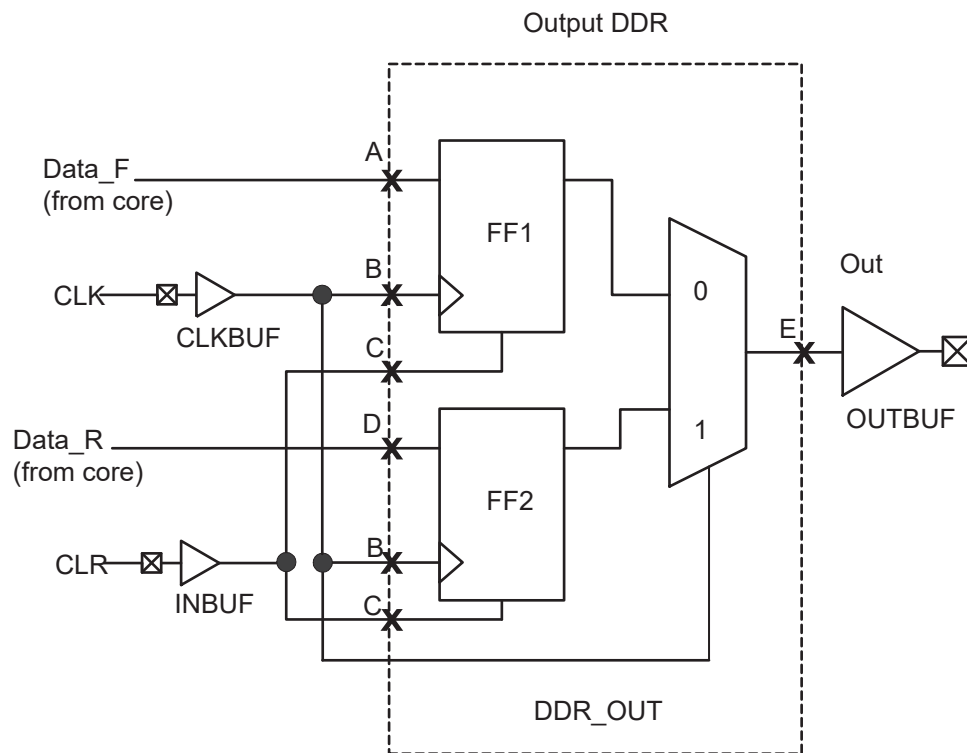 Output DDR
A
Data_F
(from core)
FF1
B
CLK
CLKBUF
0
Out
E
C
OUTBUF
D
Data_R
(from core)
1
FF2
B
CLR
INBUF
C
DDR_OUT